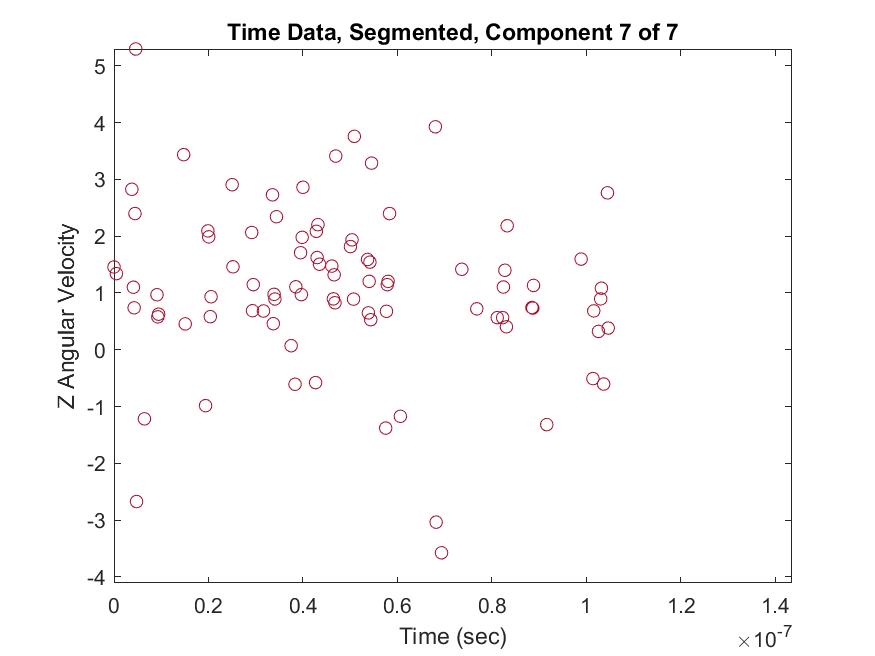 Time Data, Segmented, Component 7 of 7
5
4
3
2
1
0
-1
-2
-3
-4
Z Angular Velocity
0 0.2 0.4 0.6 0.8 1 1.2 1.4
Time (sec)
×10-7